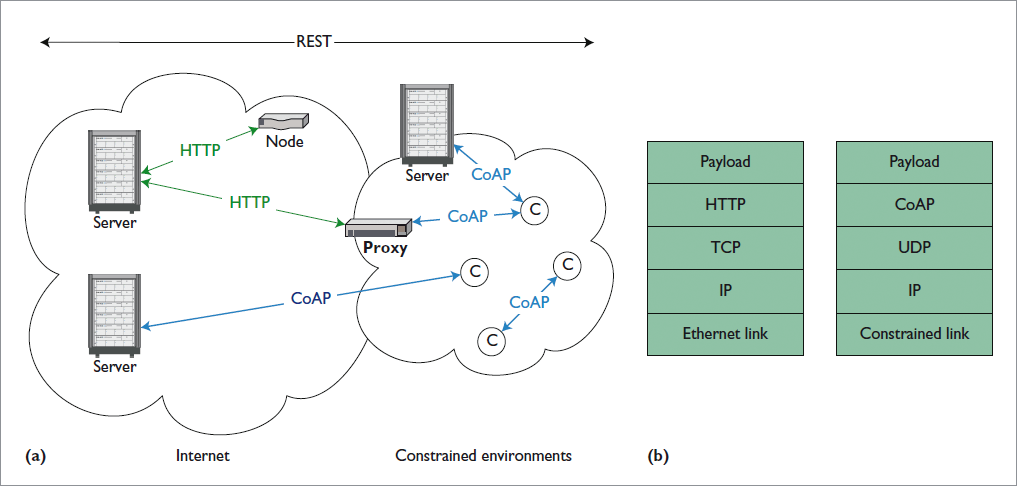 REST
HTTP
Node
Server
HTTP
Server
CoAP
CoAP
C
Proxy
C
C
CoAP
CoAP
C
Server
(a)
Internet
Constrained environments
Payload
HTTP
TCP
IP
Ethernet link
Payload
CoAP
UDP
IP
Constrained link
(b)